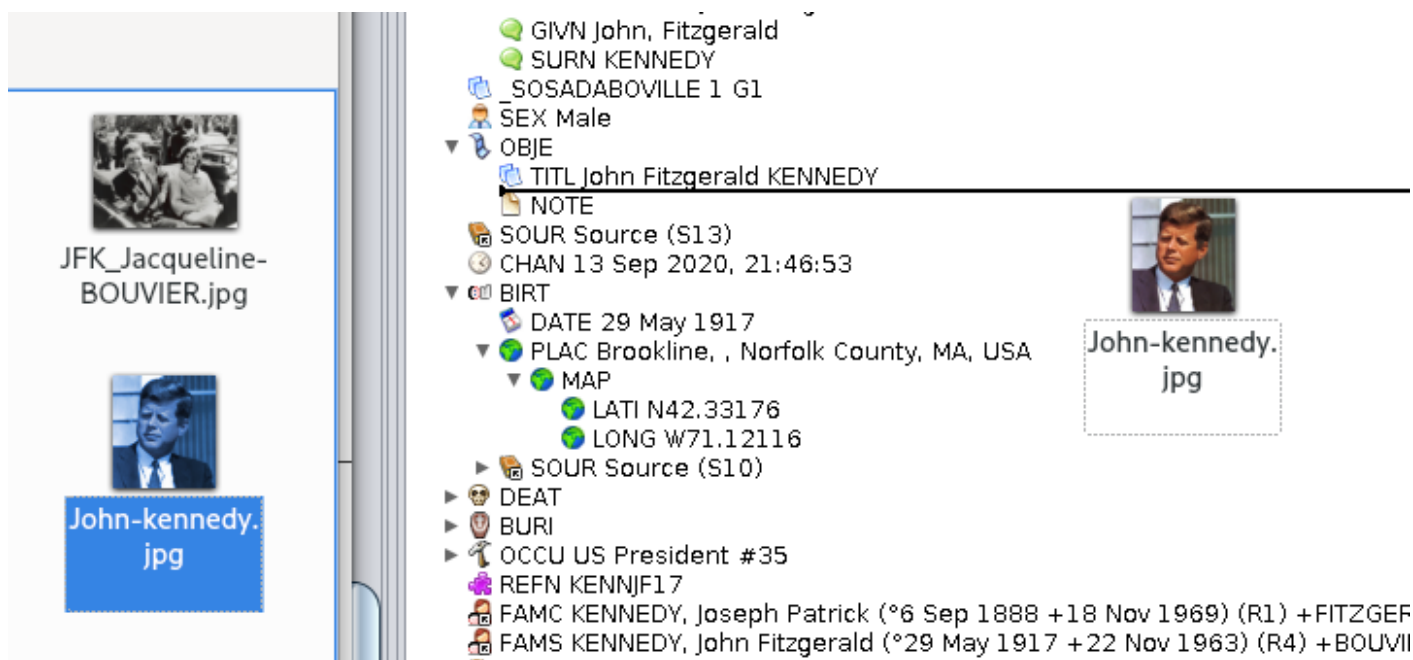 GIVN John, Fitzgerald
SURN KENNEDY
_SOSADABOVILLE 1 G1
SEX Male
OBJE
TITL John Fitzgerald KENNEDY
NOTE
SOUR Source (S13)
CHAN 13 Sep 2020, 21:46:53
BIRT
DATE 29 May 1917
PLAC Brookline, , Norfolk County, MA, USA
MAP
LATI N42.33176
LONG W71.12116
SOUR Source (S10)
DEAT
BURI
OCCU US President #35
REFN KENNJF17
FAMC KENNEDY, Joseph Patrick (°6 Sep 1888 +18 Nov 1969) (R1) +FITZGER
FAMS KENNEDY, John Fitzgerald (°29 May 1917 +22 Nov 1963) (R4) +BOUVI
JFK_Jacqueline-
BOUVIER.jpg
John-kennedy.
jpg
John-kennedy.
jpg